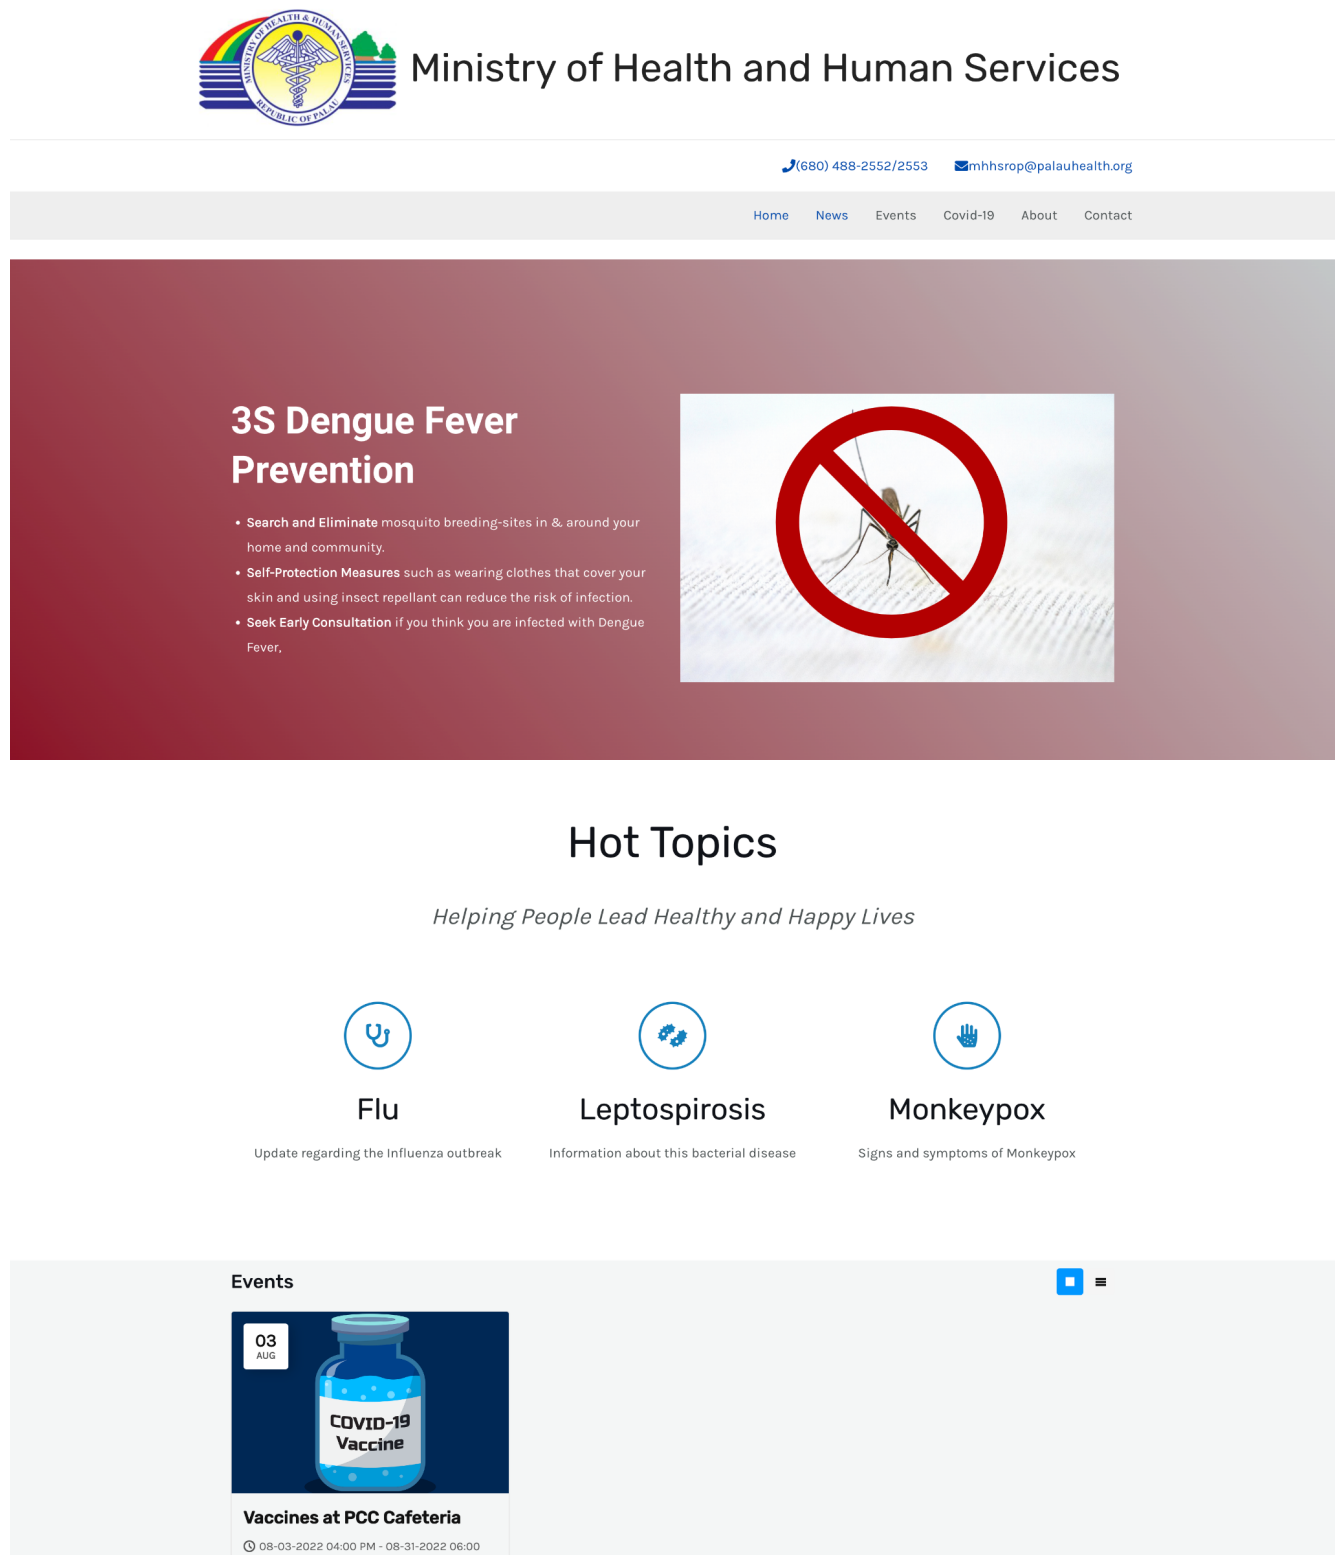 MINISTRY OF HEALTH & HUMAN SERVICES
REPUBLIC OF PALAU
Ministry of Health and Human Services
(680) 488-2552/2553 mhhsrop@palauhealth.org
Home News Events Covid-19 About Contact
3S Dengue Fever
Prevention
• Search and Eliminate mosquito breeding-sites in & around your
home and community.
• Self-Protection Measures such as wearing clothes that cover your
skin and using insect repellant can reduce the risk of infection.
• Seek Early Consultation if you think you are infected with Dengue
Fever,
Hot Topics
Helping People Lead Healthy and Happy Lives
Flu
Update regarding the Influenza outbreak
Leptospirosis
Information about this bacterial disease
Monkeypox
Signs and symptoms of Monkeypox
Events
03
AUG
COVID-19
Vaccine
Vaccines at PCC Cafeteria
08-03-2022 04:00 PM - 08-31-2022 06:00